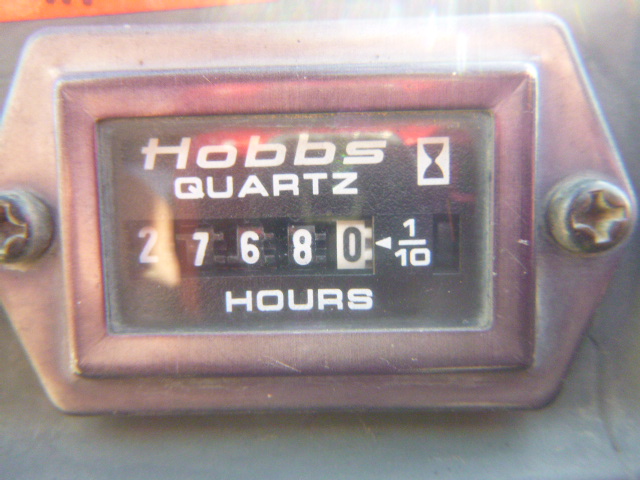 Hobbs
QUARTZ
2 7 6 8 0 ◄ 1/10
HOURS